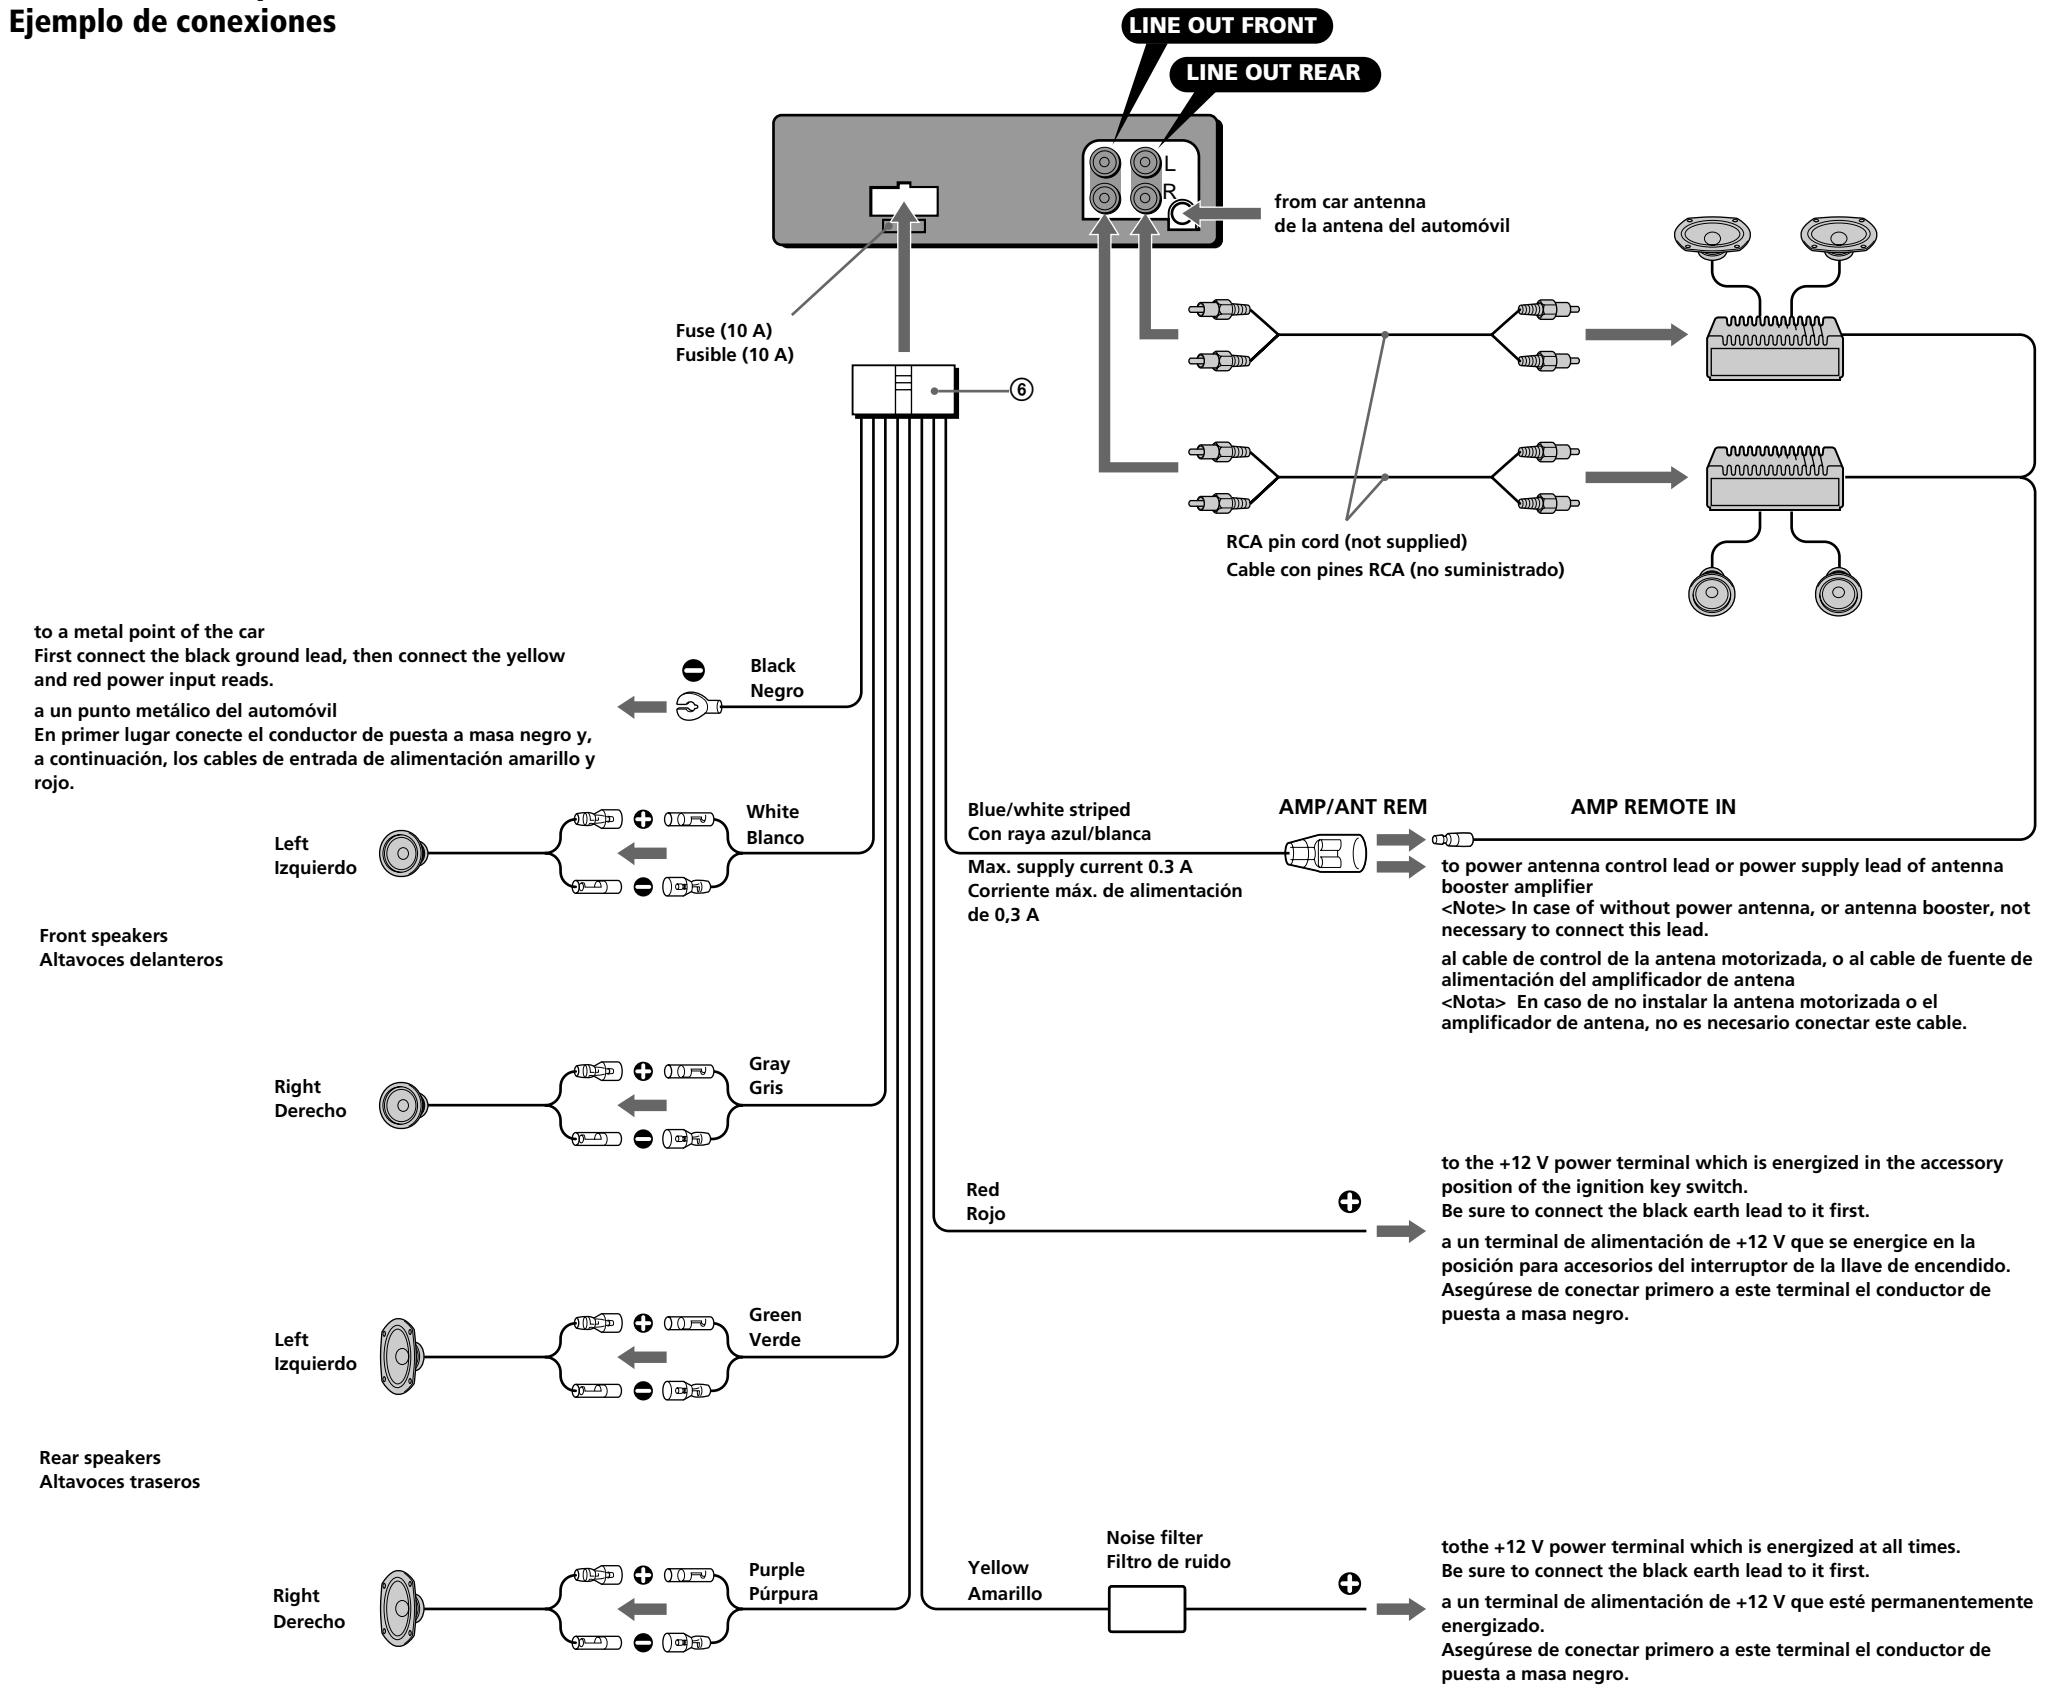 Ejemplo de conexiones
LINE OUT FRONT
LINE OUT REAR
L
R
from car antenna
de la antena del automóvil
Fuse (10 A)
Fusible (10 A)
6
RCA pin cord (not supplied)
Cable con pines RCA (no suministrado)
to a metal point of the car
First connect the black ground lead, then connect the yellow
and red power input reads.
a un punto metálico del automóvil
En primer lugar conecte el conductor de puesta a masa negro y,
a continuación, los cables de entrada de alimentación amarillo y
rojo.
Black
Negro
Left
Izquierdo
White
Blanco
Front speakers
Altavoces delanteros
Right
Derecho
Gray
Gris
Left
Izquierdo
Green
Verde
Rear speakers
Altavoces traseros
Right
Derecho
Purple
Púrpura
Blue/white striped
Con raya azul/blanca
Max. supply current 0.3 A
Corriente máx. de alimentación
de 0,3 A
AMP/ANT REM
AMP REMOTE IN
to power antenna control lead or power supply lead of antenna
booster amplifier
<Note> In case of without power antenna, or antenna booster, not
necessary to connect this lead.
al cable de control de la antena motorizada, o al cable de fuente de
alimentación del amplificador de antena
<Nota> En caso de no instalar la antena motorizada o el
amplificador de antena, no es necesario conectar este cable.
Red
Rojo
to the +12 V power terminal which is energized in the accessory
position of the ignition key switch.
Be sure to connect the black earth lead to it first.
a un terminal de alimentación de +12 V que se energice en la
posición para accesorios del interruptor de la llave de encendido.
Asegúrese de conectar primero a este terminal el conductor de
puesta a masa negro.
Yellow
Amarillo
Noise filter
Filtro de ruido
tothe +12 V power terminal which is energized at all times.
Be sure to connect the black earth lead to it first.
a un terminal de alimentación de +12 V que esté permanentemente
energizado.
Asegúrese de conectar primero a este terminal el conductor de
puesta a masa negro.